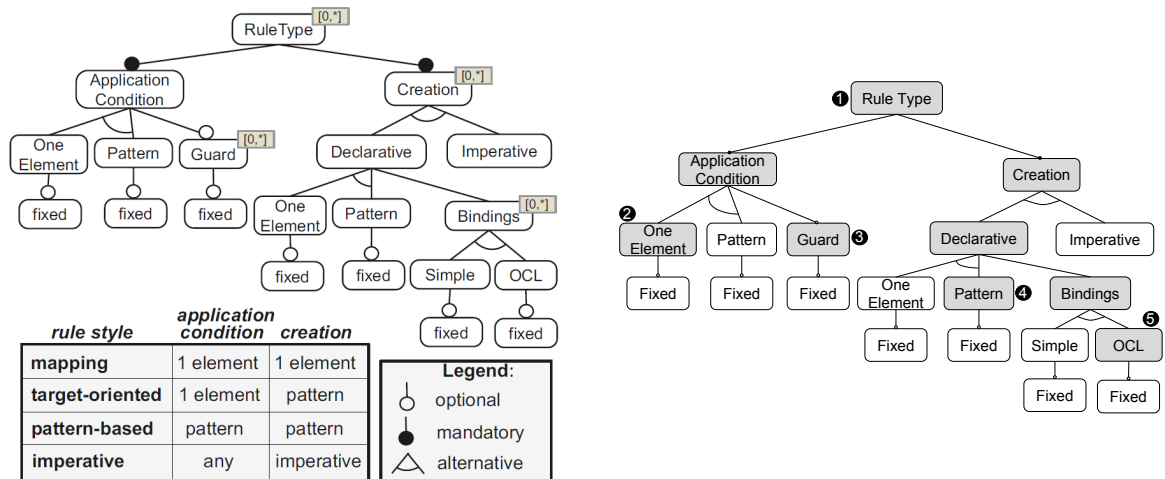 RuleType
[0,*]
Application
Condition
Creation
[0,*]
One
Element
Pattern
Guard
[0,*]
Declarative
Imperative
fixed
fixed
fixed
One
Element
Pattern
Bindings
[0,*]
fixed
fixed
Simple
OCL
fixed
fixed
rule style
application
condition
creation
mapping
1 element
1 element
target-oriented
1 element
pattern
pattern-based
pattern
pattern
imperative
any
imperative
Legend:
optional
mandatory
alternative
1
Rule Type
Application
Condition
Creation
2
One
Element
Pattern
Guard
3
Declarative
Imperative
Fixed
Fixed
Fixed
One
Element
Pattern
4
Bindings
5
Fixed
Fixed
Simple
OCL
Fixed
Fixed